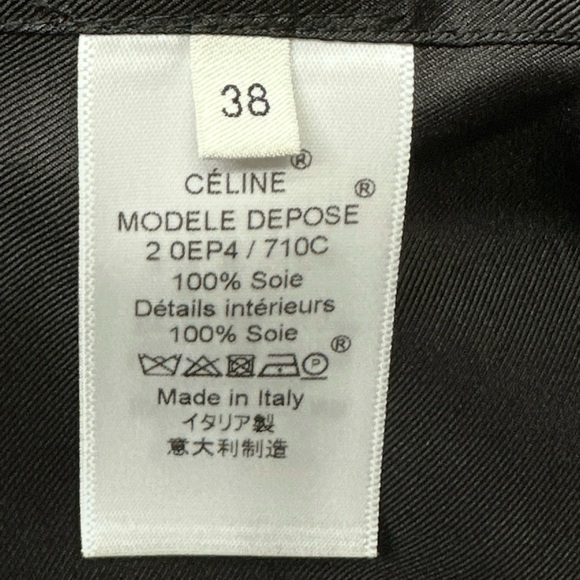 38
CÉLINE ®
MODELE DEPOSE ®
2 0EP4 / 710C
100% Soie
Détails intérieurs
100% Soie
P ®
Made in Italy
イタリア製
意大利制造